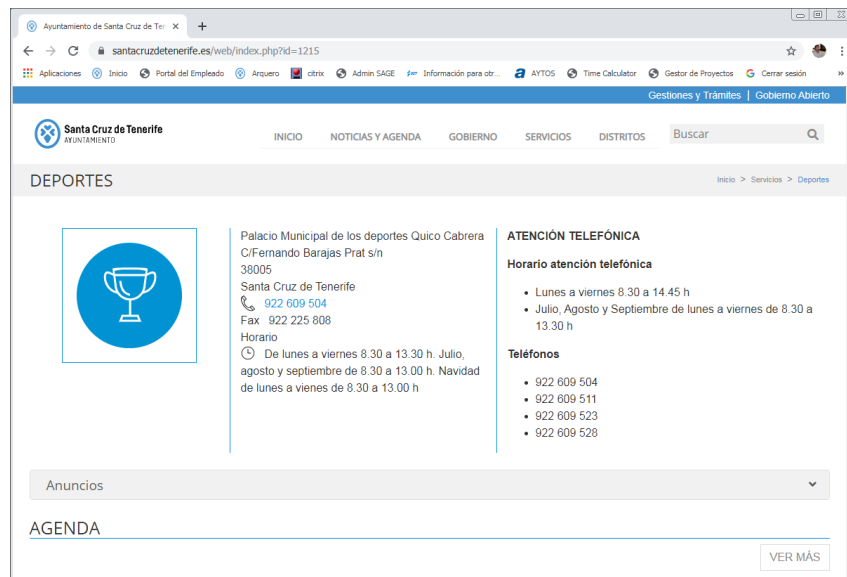 Ayuntamiento de Santa Cruz de Ter
santacruzdetenerife.es/web/index.php?id=1215
Aplicaciones Inicio Portal del Empleado Arquero citrix Admin SAGE Información para otr... AYTOS Time Calculator Gestor de Proyectos Cerrar sesión »
Gestiones y Trámites | Gobierno Abierto
Santa Cruz de Tenerife
AYUNTAMIENTO
INICIO NOTICIAS Y AGENDA GOBIERNO SERVICIOS DISTRITOS Buscar
DEPORTES
Inicio > Servicios > Deportes
Palacio Municipal de los deportes Quico Cabrera
C/Fernando Barajas Prat s/n
38005
Santa Cruz de Tenerife
922 609 504
Fax 922 225 808
Horario
De lunes a viernes 8.30 a 13.30 h. Julio,
agosto y septiembre de 8.30 a 13.00 h. Navidad
de lunes a vienes de 8.30 a 13.00 h
ATENCIÓN TELEFÓNICA
Horario atención telefónica
• Lunes a viernes 8.30 a 14.45 h
• Julio, Agosto y Septiembre de lunes a viernes de 8.30 a
13.30 h
Teléfonos
• 922 609 504
• 922 609 511
• 922 609 523
• 922 609 528
Anuncios
AGENDA
VER MÁS